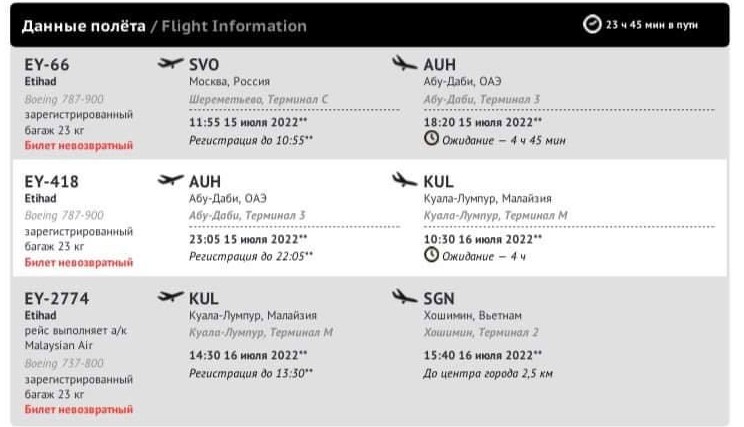 Данные полёта / Flight Information
23 ч 45 мин в пути
EY-66
Etihad
Boeing 787-900
зарегистрированный
багаж 23 кг
Билет невозвратный
SVO
Москва, Россия
Шереметьево, Терминал C
11:55 15 июля 2022**
Регистрация до 10:55**
AUH
Абу-Даби, ОАЭ
Абу-Даби, Терминал 3
18:20 15 июля 2022**
Ожидание — 4 ч 45 мин
EY-418
Etihad
Boeing 787-900
зарегистрированный
багаж 23 кг
Билет невозвратный
AUH
Абу-Даби, ОАЭ
Абу-Даби, Терминал 3
23:05 15 июля 2022**
Регистрация до 22:05**
KUL
Куала-Лумпур, Малайзия
Куала-Лумпур, Терминал M
10:30 16 июля 2022**
Ожидание — 4 ч
EY-2774
Etihad
рейс выполняет а/к
Malaysian Air
Boeing 737-800
зарегистрированный
багаж 23 кг
Билет невозвратный
KUL
Куала-Лумпур, Малайзия
Куала-Лумпур, Терминал M
14:30 16 июля 2022**
Регистрация до 13:30**
SGN
Хошимин, Вьетнам
Хошимин, Терминал 2
15:40 16 июля 2022**
До центра города 2,5 км